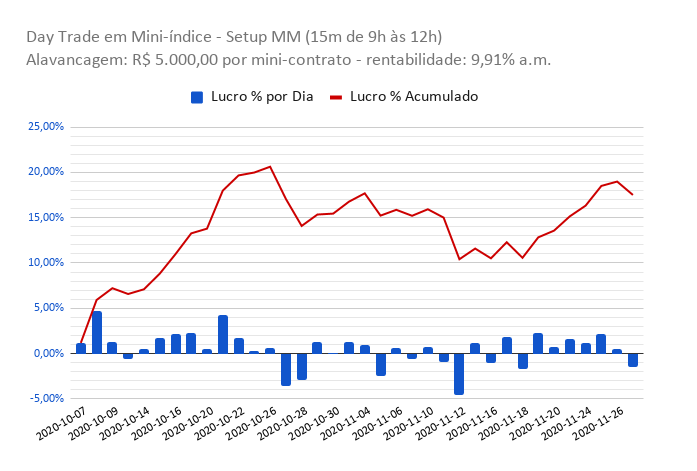 Day Trade em Mini-índice - Setup MM (15m de 9h às 12h)
Alavancagem: R$ 5.000,00 por mini-contrato - rentabilidade: 9,91% a.m.
Lucro % por Dia Lucro % Acumulado
25,00%
20,00%
15,00%
10,00%
5,00%
0,00%
-5,00%
2020-10-07 2020-10-09 2020-10-14 2020-10-16 2020-10-20 2020-10-22 2020-10-26 2020-10-28 2020-10-30 2020-11-04 2020-11-06 2020-11-10 2020-11-12 2020-11-16 2020-11-18 2020-11-20 2020-11-24 2020-11-26